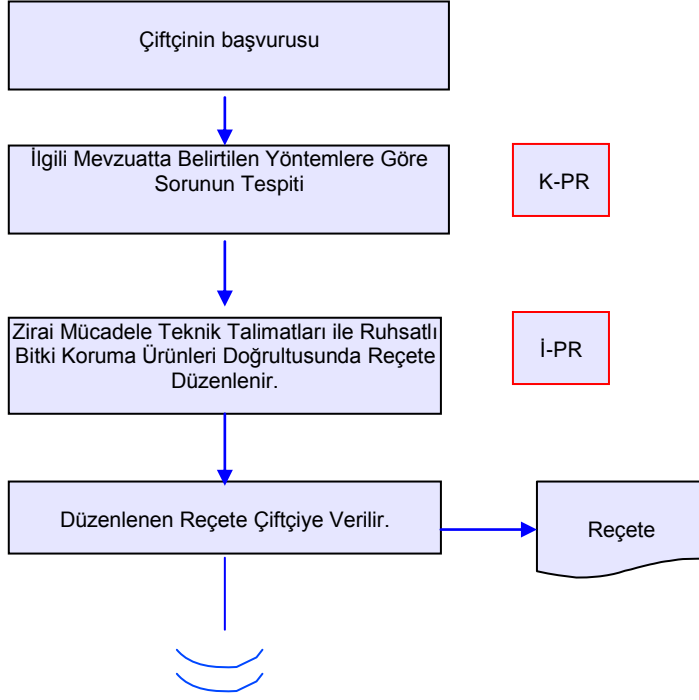 Çiftçinin başvurusu
İlgili Mevzuatta Belirtilen Yöntemlere Göre
Sorunun Tespiti
K-PR
Zirai Mücadele Teknik Talimatları ile Ruhsatlı
Bitki Koruma Ürünleri Doğrultusunda Reçete
Düzenlenir.
İ-PR
Düzenlenen Reçete Çiftçiye Verilir.
Reçete